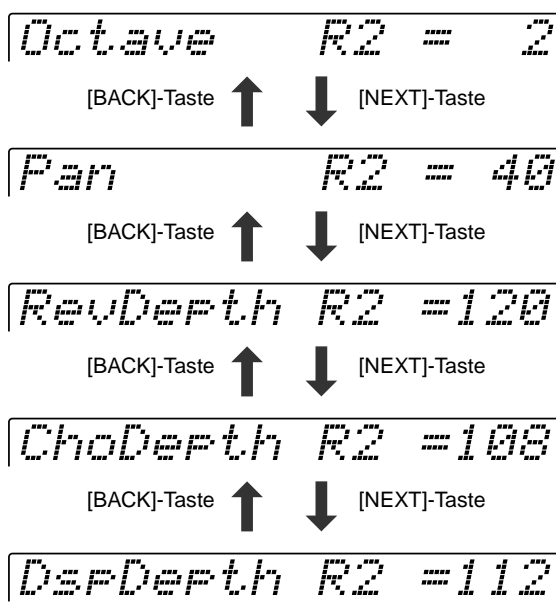 Octave R2 = 2
[BACK]-Taste [NEXT]-Taste
Pan R2 = 40
[BACK]-Taste [NEXT]-Taste
RevDepth R2 =120
[BACK]-Taste [NEXT]-Taste
ChoDepth R2 =108
[BACK]-Taste [NEXT]-Taste
DspDepth R2 =112